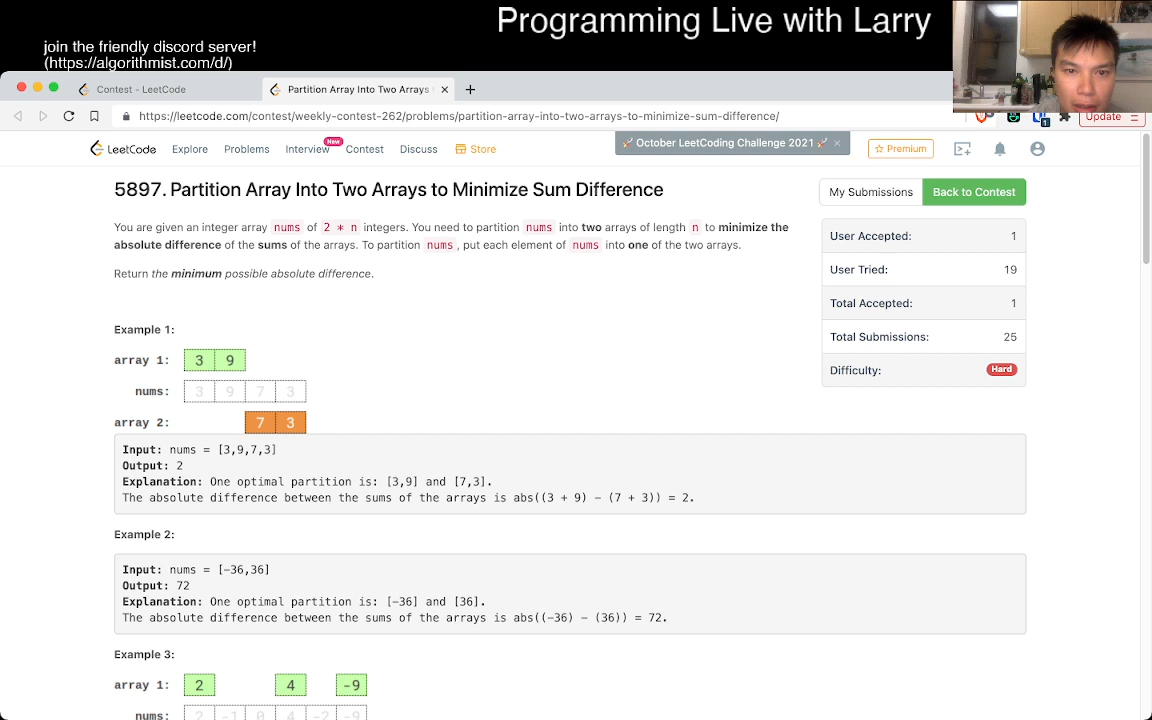 Programming Live with Larry
join the friendly discord server!
(https://algorithmist.com/d/)
Contest - LeetCode
Partition Array Into Two Arrays
https://leetcode.com/contest/weekly-contest-262/problems/partition-array-into-two-arrays-to-minimize-sum-difference/
1
Update
LeetCode Explore Problems Interview New Contest Discuss Store
🚀 October LeetCoding Challenge 2021 🚀 ×
Premium
5897. Partition Array Into Two Arrays to Minimize Sum Difference
My Submissions Back to Contest
You are given an integer array nums of 2 * n integers. You need to partition nums into two arrays of length n to minimize the
absolute difference of the sums of the arrays. To partition nums, put each element of nums into one of the two arrays.
Return the minimum possible absolute difference.
User Accepted: 1
User Tried: 19
Total Accepted: 1
Total Submissions: 25
Difficulty: Hard
Example 1:
array 1: 3 9
nums: 3 9 7 3
array 2: 7 3
Input: nums = [3,9,7,3]
Output: 2
Explanation: One optimal partition is: [3,9] and [7,3].
The absolute difference between the sums of the arrays is abs((3 + 9) - (7 + 3)) = 2.
Example 2:
Input: nums = [-36,36]
Output: 72
Explanation: One optimal partition is: [-36] and [36].
The absolute difference between the sums of the arrays is abs((-36) - (36)) = 72.
Example 3:
array 1: 2 4 -9
nums: 2 -1 0 4 -2 -9